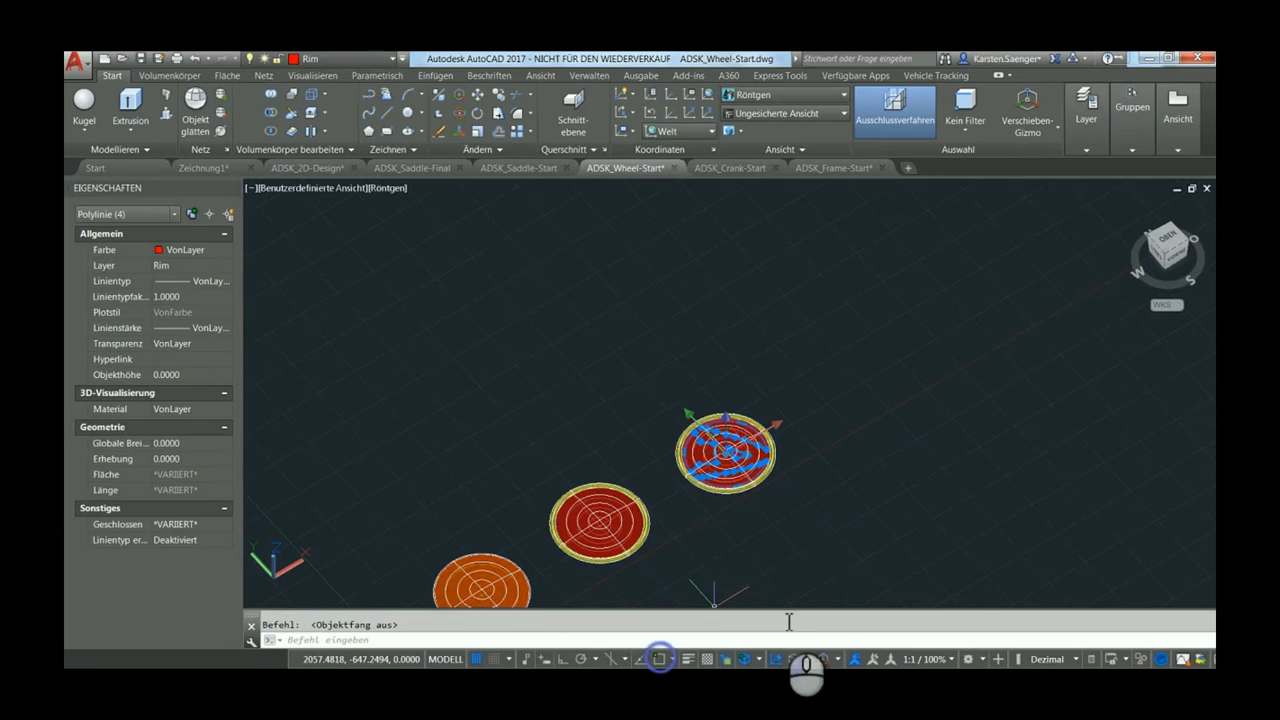 Rim
Autodesk AutoCAD 2017 - NICHT FÜR DEN WIEDERVERKAUF ADSK_Wheel-Start.dwg
Stichwort oder Frage eingeben
Karsten.Saenger
Start Volumenkörper Fläche Netz Visualisieren Parametrisch Einfügen Beschriften Ansicht Verwalten Ausgabe Add-ins A360 Express Tools Verfügbare Apps Vehicle Tracking
Röntgen
Ungesicherte Ansicht
Welt
Kugel
Extrusion
Objekt
glätten
Schnitt-
ebene
Ausschlussverfahren
Kein Filter
Verschieben-
Gizmo
Layer
Gruppen
Ansicht
Modellieren Netz Volumenkörper bearbeiten Zeichnen Ändern Querschnitt Koordinaten Ansicht Auswahl
Start Zeichnung1* ADSK_2D-Design* ADSK_Saddle-Final ADSK_Saddle-Start ADSK_Wheel-Start* ADSK_Crank-Start ADSK_Frame-Start*
EIGENSCHAFTEN
[−][Benutzerdefinierte Ansicht][Röntgen]
Polylinie (4)
Allgemein
Farbe VonLayer
Layer Rim
Linientyp VonLay...
Linientypfak... 1.0000
Plotstil VonFarbe
Linienstärke VonLay...
Transparenz VonLayer
Hyperlink
Objekthöhe 0.0000
3D-Visualisierung
Material VonLayer
Geometrie
Globale Brei... 0.0000
Erhebung 0.0000
Fläche *VARIIERT*
Länge *VARIIERT*
Sonstiges
Geschlossen *VARIIERT*
Linientyp er... Deaktiviert
OBEN
W
S
O
WKS
Y
Z
X
Befehl: <Objektfang aus>
Befehl eingeben
2057.4818, -647.2494, 0.0000 MODELL
1:1 / 100%
Dezimal